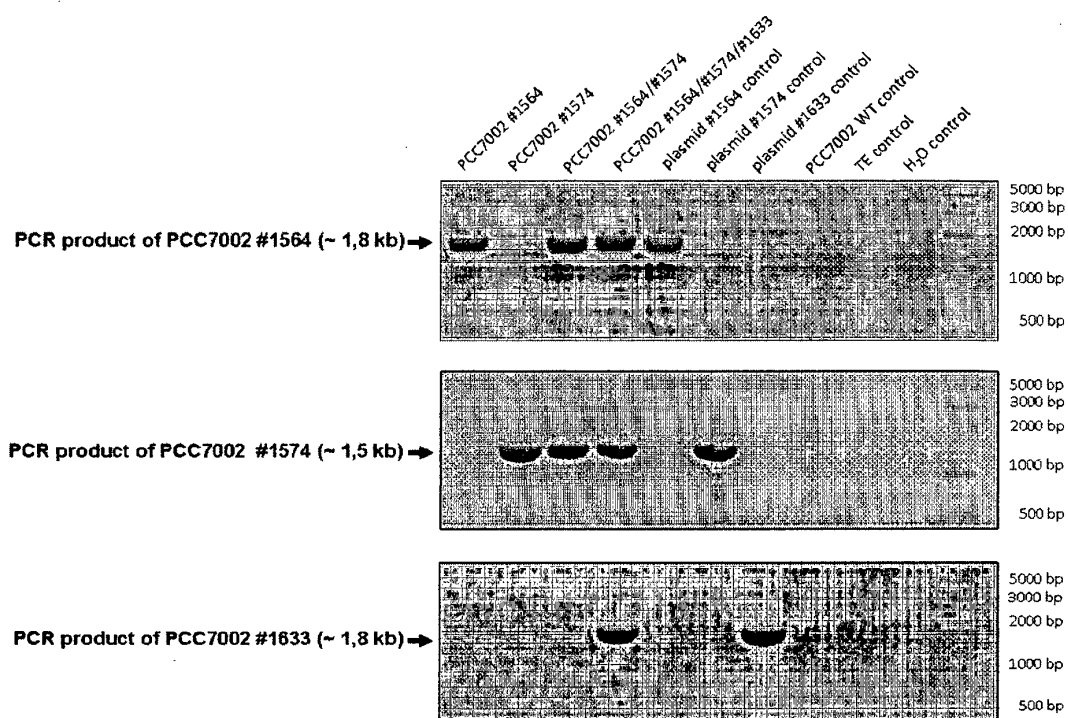 PCC7002 #1564
PCC7002 #1574
PCC7002 #1564/#1574
PCC7002 #1564/#1574/#1633
plasmid #1564 control
plasmid #1574 control
plasmid #1633 control
PCC7002 WT control
TE control
H₂O control
PCR product of PCC7002 #1564 (~ 1,8 kb)
5000 bp
3000 bp
2000 bp
1000 bp
500 bp
PCR product of PCC7002 #1574 (~ 1,5 kb)
5000 bp
3000 bp
2000 bp
1000 bp
500 bp
PCR product of PCC7002 #1633 (~ 1,8 kb)
5000 bp
3000 bp
2000 bp
1000 bp
500 bp